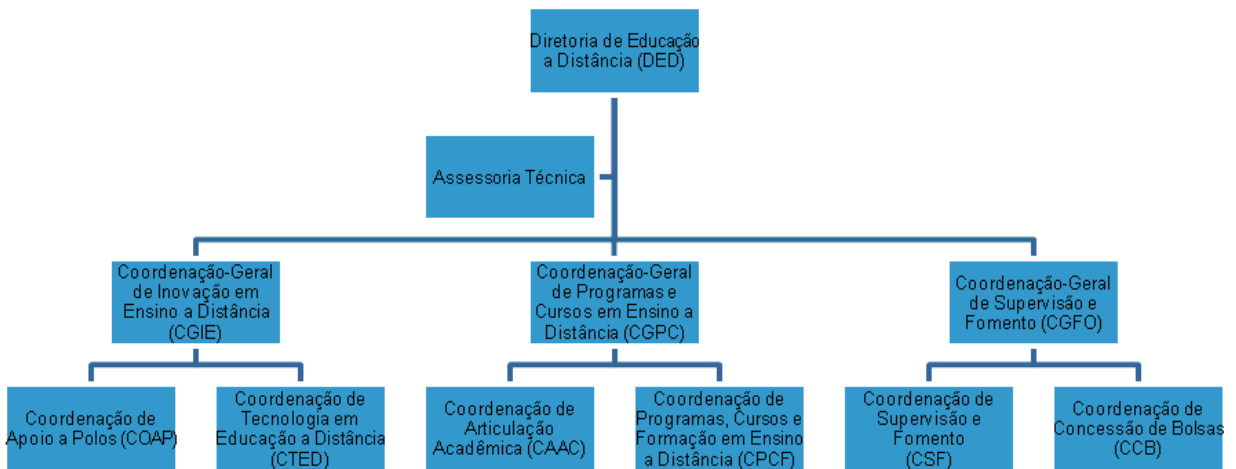 Diretoria de Educação
a Distância (DED)
Assessoria Técnica
Coordenação-Geral
de Inovação em
Ensino a Distância
(CGIE)
Coordenação-Geral
de Programas e
Cursos em Ensino a
Distância (CGPC)
Coordenação-Geral
de Supervisão e
Fomento (CGFO)
Coordenação de
Apoio a Polos (COAP)
Coordenação de
Tecnologia em
Educação a Distância
(CTED)
Coordenação de
Articulação
Acadêmica (CAAC)
Coordenação de
Programas, Cursos e
Formação em Ensino
a Distância (CPCF)
Coordenação de
Supervisão e
Fomento
(CSF)
Coordenação de
Concessão de Bolsas
(CCB)